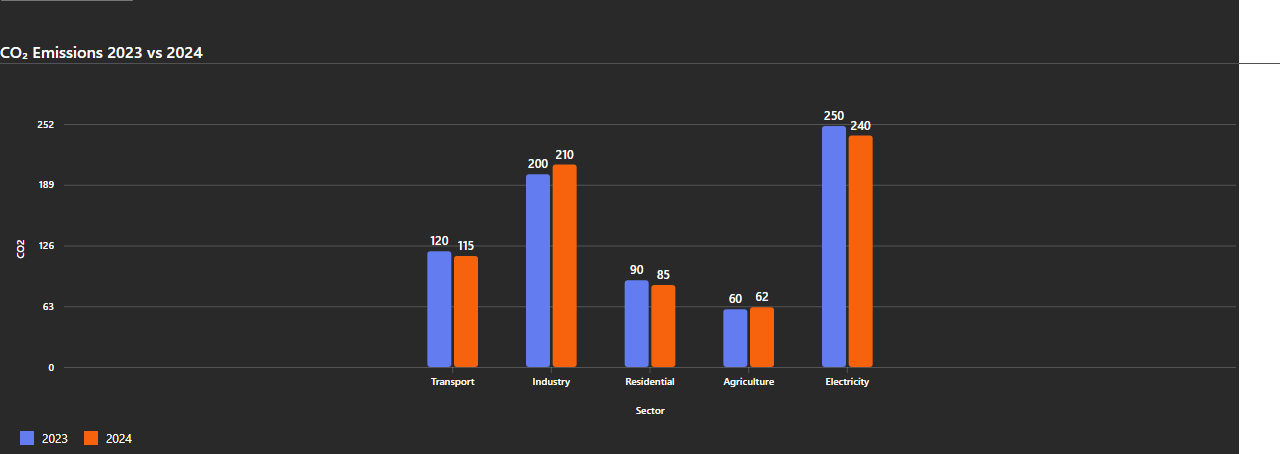 CO₂ Emissions 2023 vs 2024
252
189
126
63
0
CO2
120
115
200
210
90
85
60
62
250
240
Transport
Industry
Residential
Agriculture
Electricity
Sector
2023
2024